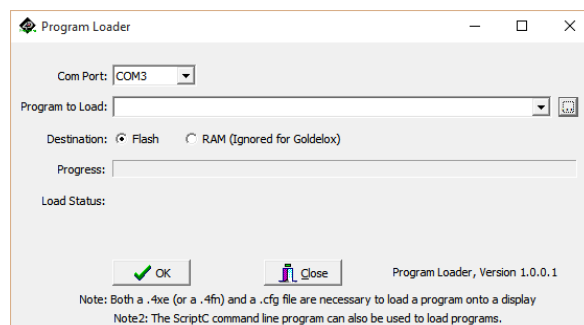 Program Loader
Com Port: COM3
Program to Load:
Destination: Flash RAM (Ignored for Goldelox)
Progress:
Load Status:
OK Close Program Loader, Version 1.0.0.1
Note: Both a .4xe (or a .4fn) and a .cfg file are necessary to load a program onto a display
Note2: The ScriptC command line program can also be used to load programs.